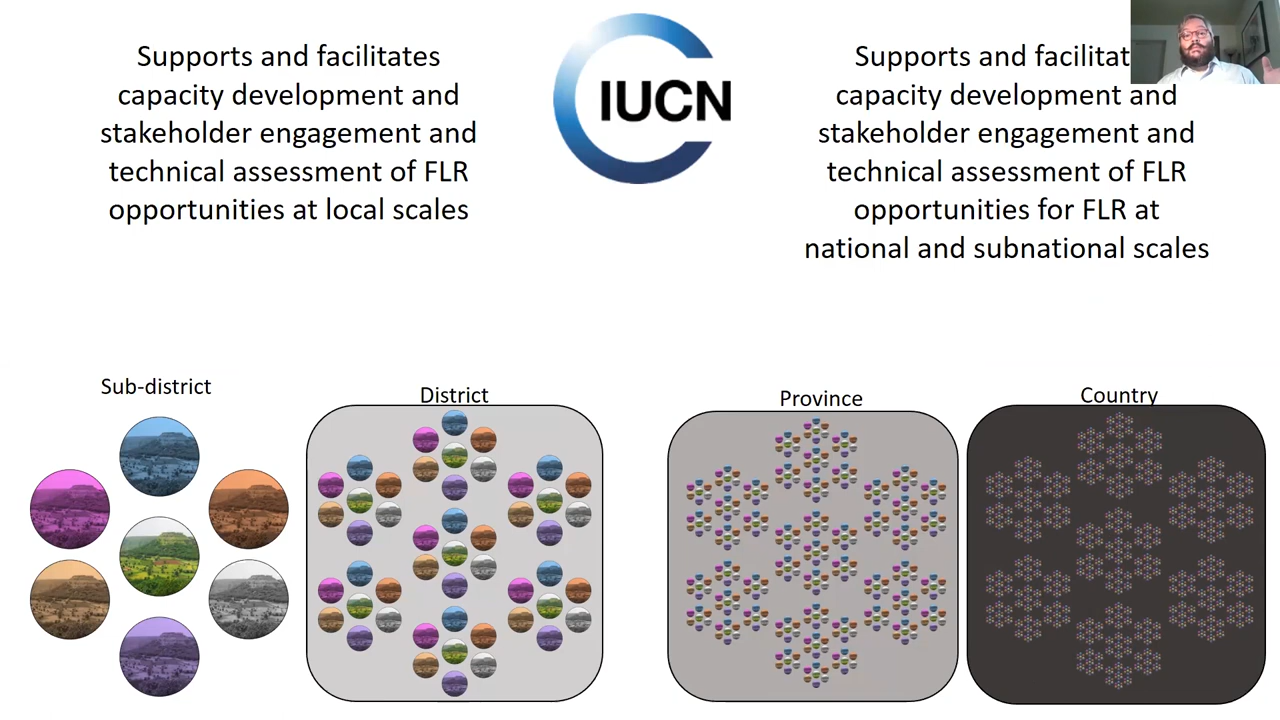 Supports and facilitates
capacity development and
stakeholder engagement and
technical assessment of FLR
opportunities at local scales
IUCN
Supports and facilitat
capacity development and
stakeholder engagement and
technical assessment of FLR
opportunities for FLR at
national and subnational scales
Sub-district
District
Province
Country